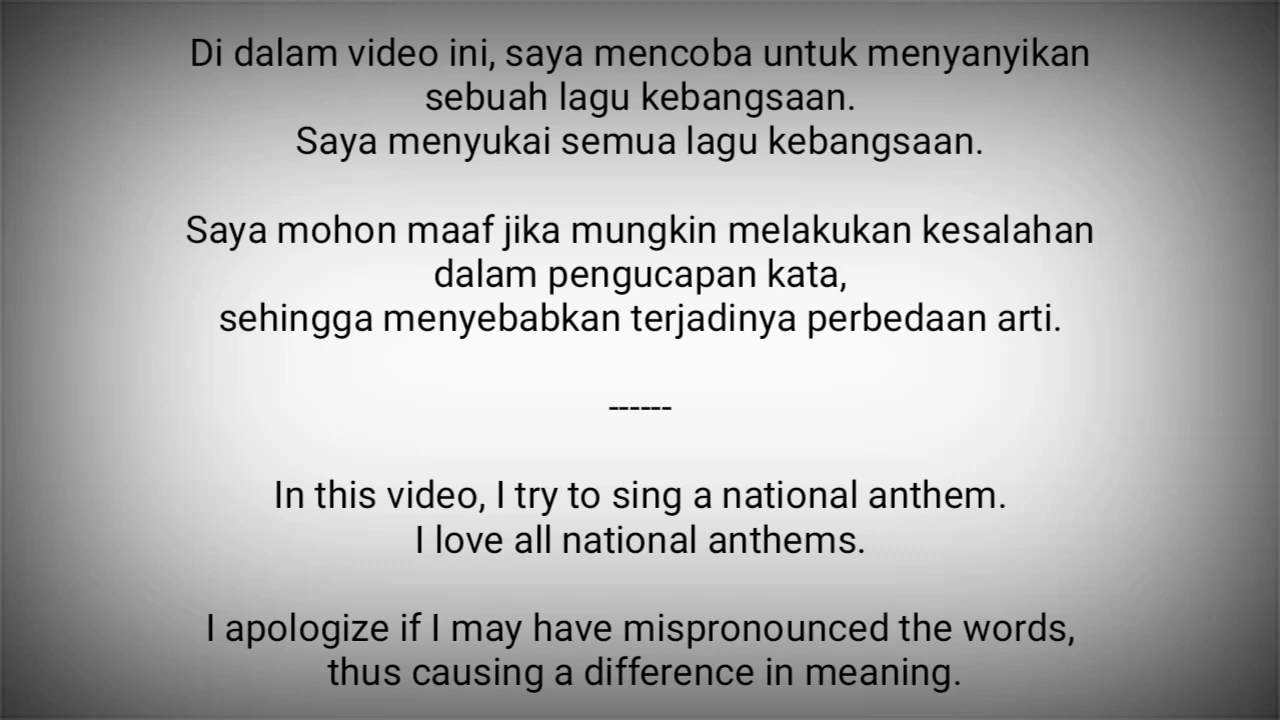 Di dalam video ini, saya mencoba untuk menyanyikan
sebuah lagu kebangsaan.
Saya menyukai semua lagu kebangsaan.
Saya mohon maaf jika mungkin melakukan kesalahan
dalam pengucapan kata,
sehingga menyebabkan terjadinya perbedaan arti.
------
In this video, I try to sing a national anthem.
I love all national anthems.
I apologize if I may have mispronounced the words,
thus causing a difference in meaning.